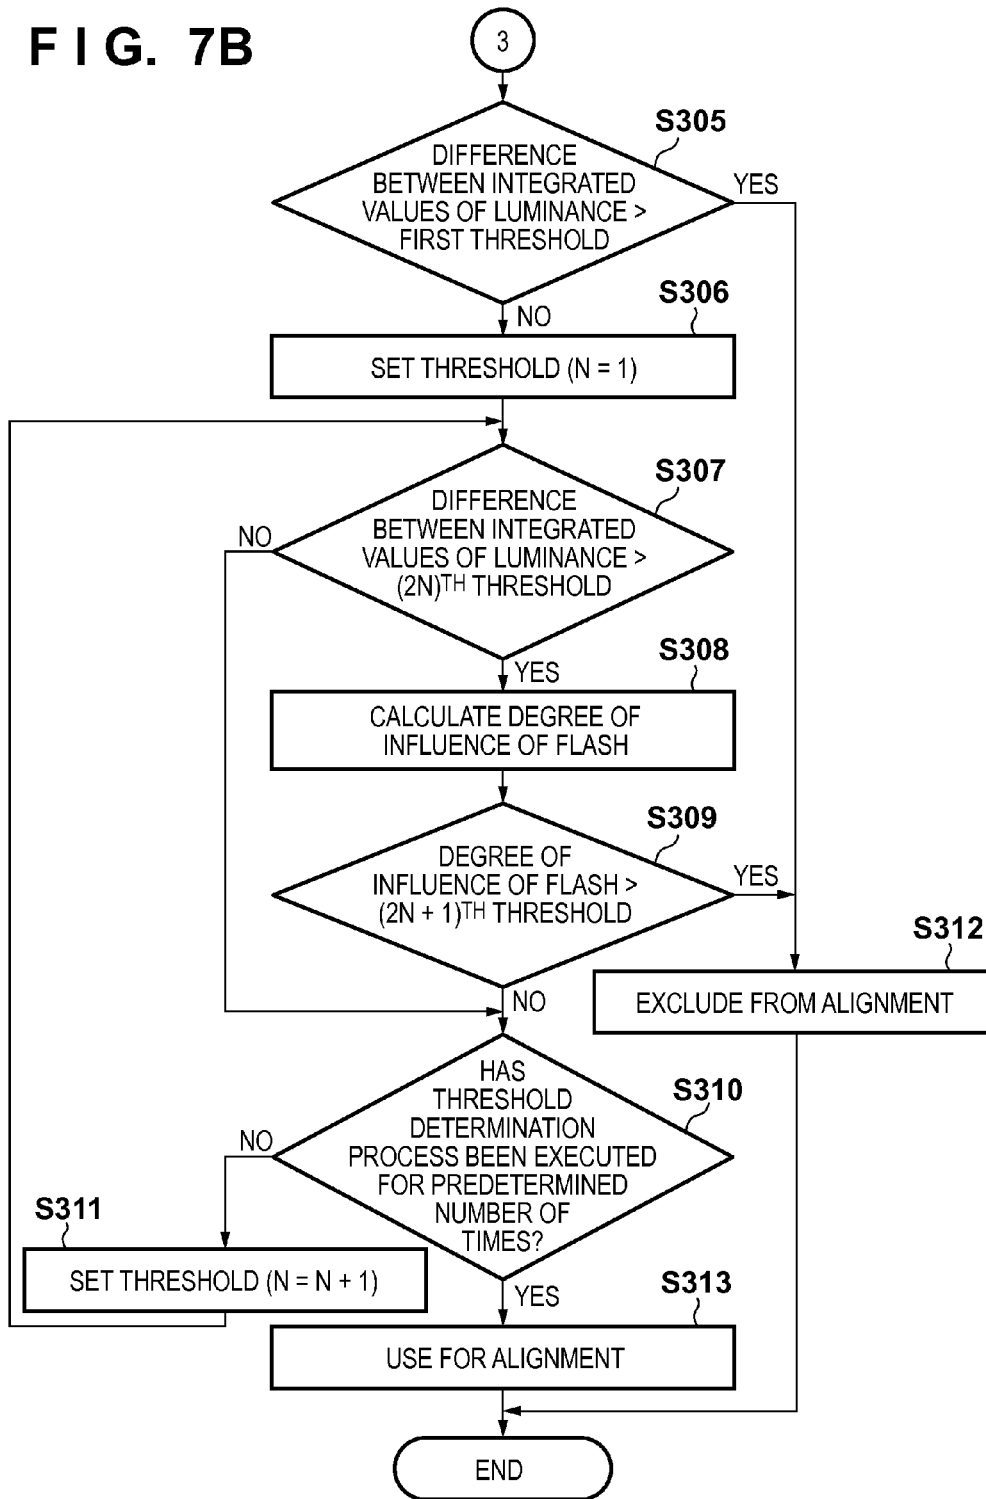 FIG. 7B
3
S305
DIFFERENCE
BETWEEN INTEGRATED
VALUES OF LUMINANCE >
FIRST THRESHOLD
YES
NO
S306
SET THRESHOLD (N = 1)
S307
DIFFERENCE
BETWEEN INTEGRATED
VALUES OF LUMINANCE >
(2N)TH THRESHOLD
NO
YES
S308
CALCULATE DEGREE OF
INFLUENCE OF FLASH
S309
DEGREE OF
INFLUENCE OF FLASH >
(2N + 1)TH THRESHOLD
YES
NO
S312
EXCLUDE FROM ALIGNMENT
S310
HAS
THRESHOLD
DETERMINATION
PROCESS BEEN EXECUTED
FOR PREDETERMINED
NUMBER OF
TIMES?
NO
S311
SET THRESHOLD (N = N + 1)
YES
S313
USE FOR ALIGNMENT
END